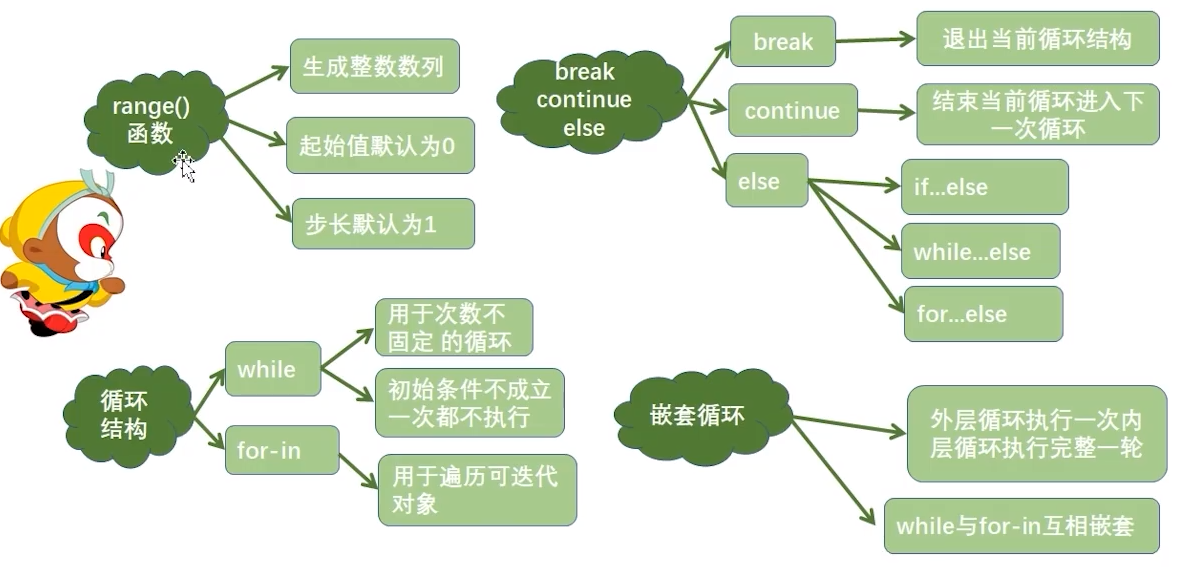 range()
函数
生成整数数列
起始值默认为0
步长默认为1
break
continue
else
break
退出当前循环结构
continue
结束当前循环进入下
一次循环
else
if...else
while...else
for...else
循环
结构
while
用于次数不
固定 的循环
初始条件不成立
一次都不执行
for-in
用于遍历可迭代
对象
嵌套循环
外层循环执行一次内
层循环执行完整一轮
while与for-in互相嵌套